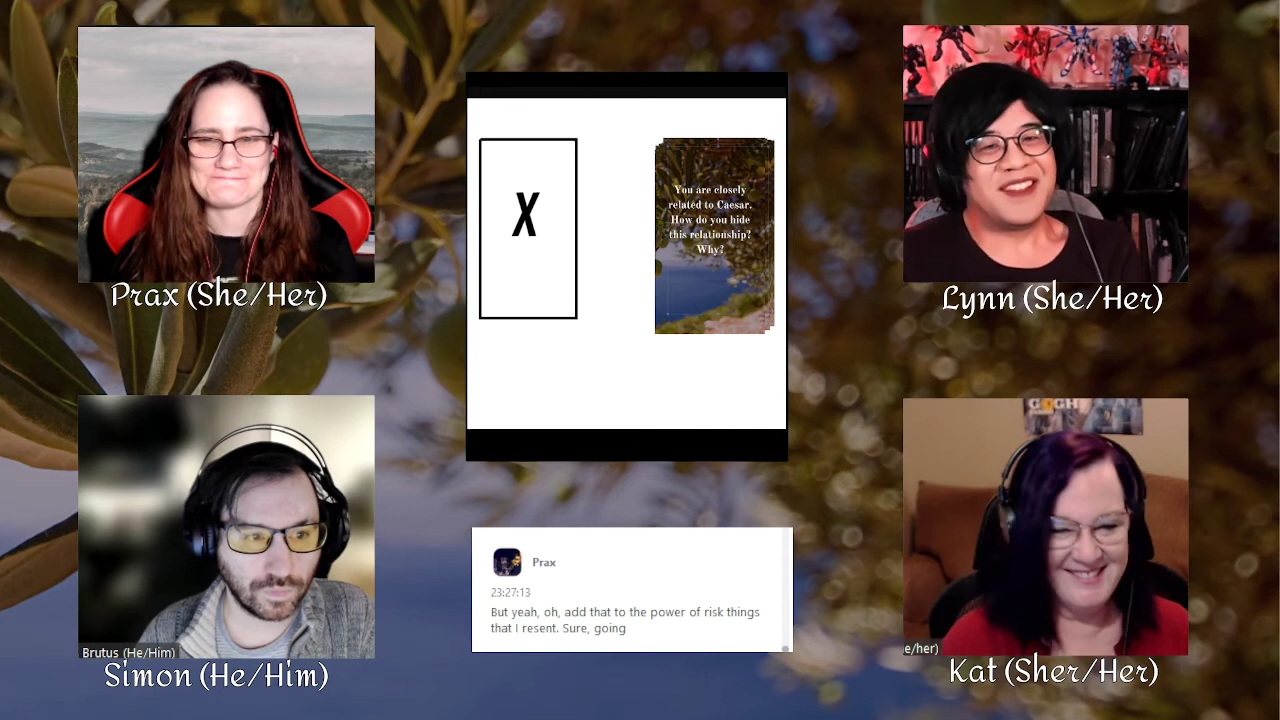 GOGH
Prax (She/Her)
Lynn (She/Her)
X
You are closely
related to Caesar.
How do you hide
this relationship?
Why?
Prax
23:27:13
But yeah, oh, add that to the power of risk things
that I resent. Sure, going
Brutus (He/Him)
Simon (He/Him)
e/her)
Kat (Sher/Her)